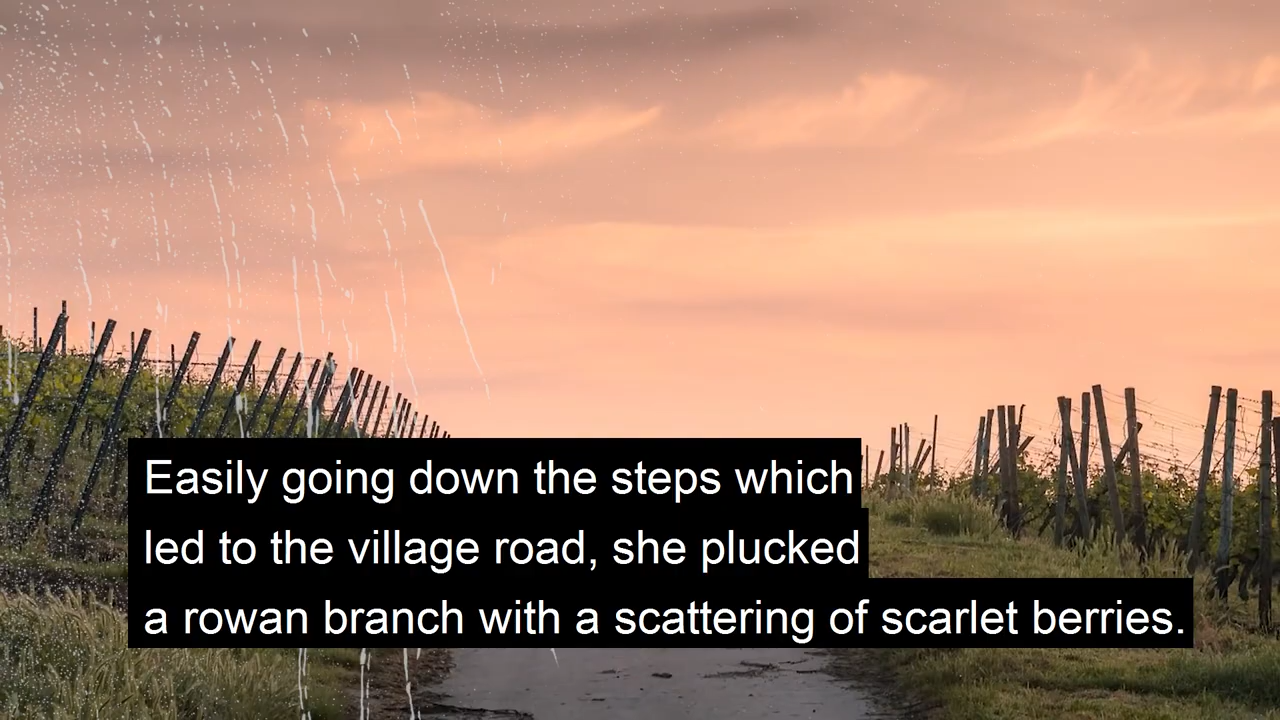 Easily going down the steps which
led to the village road, she plucked
a rowan branch with a scattering of scarlet berries.